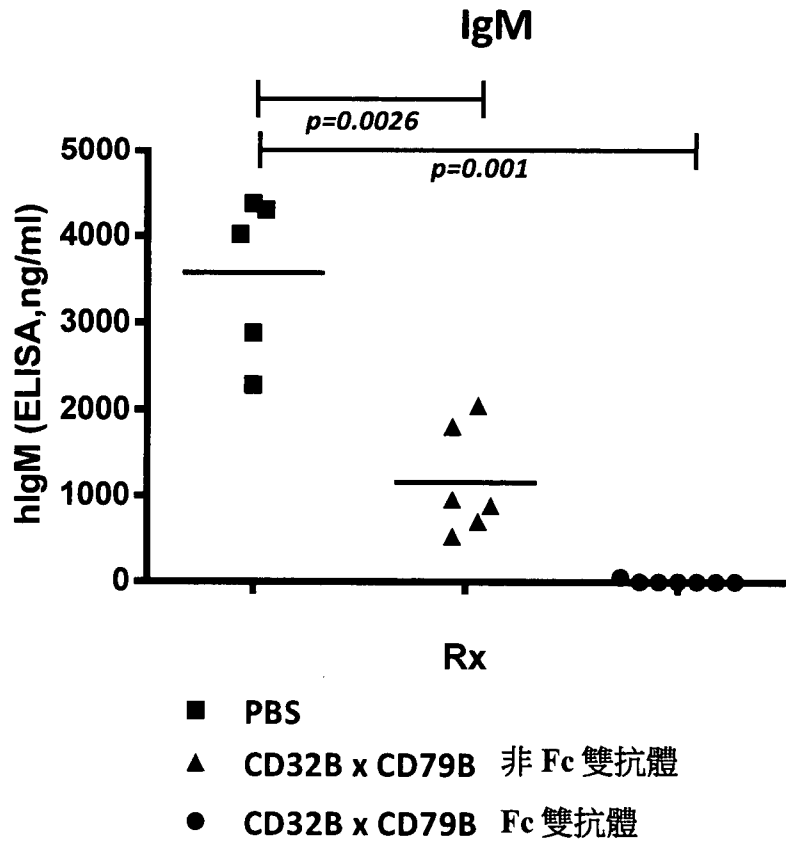 IgM
p=0.0026
p=0.001
5000
4000
3000
2000
1000
0
hIgM (ELISA,ng/ml)
Rx
PBS
CD32B x CD79B 非 Fc 雙抗體
CD32B x CD79B Fc 雙抗體